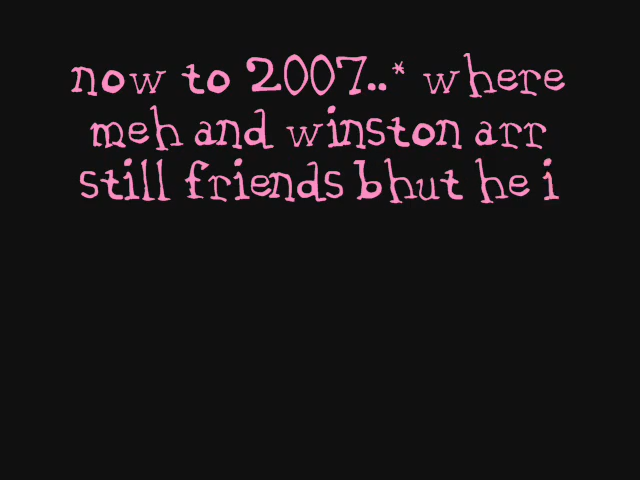 now to 2007..* where
meh and winston arr
still friends bhut he i